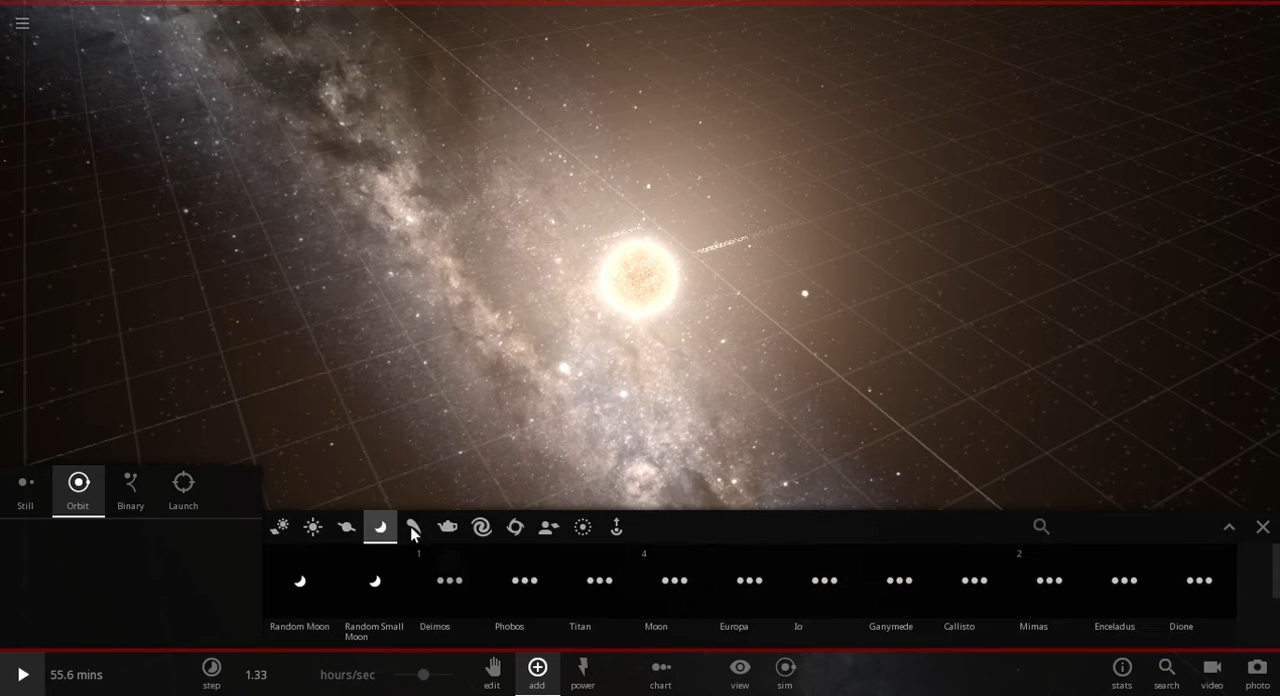 Still Orbit Binary Launch
1 4 2
Random Moon Random Small Moon Deimos Phobos Titan Moon Europa Io Ganymede Callisto Mimas Enceladus Dione
55.6 mins step 1.33 hours/sec edit add power chart view sim stats search video photo